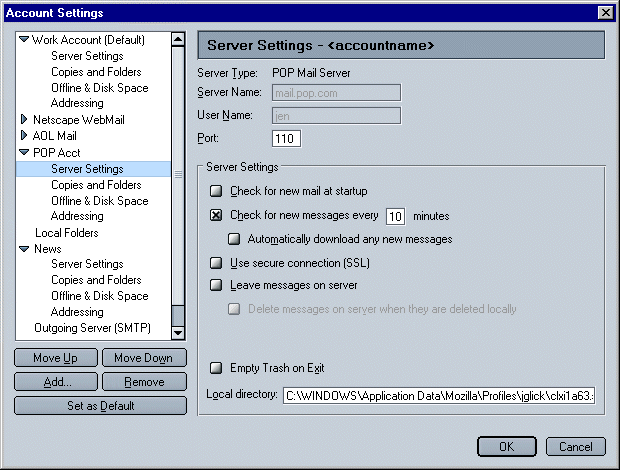 Account Settings
Work Account (Default)
Server Settings
Copies and Folders
Offline & Disk Space
Addressing
Netscape WebMail
AOL Mail
POP Acct
Server Settings
Copies and Folders
Offline & Disk Space
Addressing
Local Folders
News
Server Settings
Copies and Folders
Offline & Disk Space
Addressing
Outgoing Server (SMTP)
Move Up Move Down
Add... Remove
Set as Default
Server Settings - <accountname>
Server Type: POP Mail Server
Server Name: mail.pop.com
User Name: jen
Port: 110
Server Settings
Check for new mail at startup
Check for new messages every 10 minutes
Automatically download any new messages
Use secure connection (SSL)
Leave messages on server
Delete messages on server when they are deleted locally
Empty Trash on Exit
Local directory: C:\WINDOWS\Application Data\Mozilla\Profiles\jglick\clxi1a63.
OK Cancel